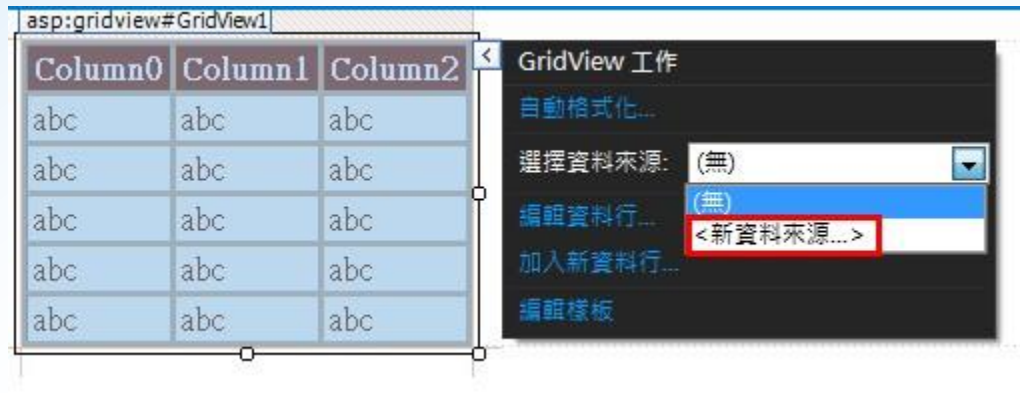 asp:gridview#GridView1
Column0 Column1 Column2
abc abc abc
abc abc abc
abc abc abc
abc abc abc
abc abc abc
GridView 工作
自動格式化...
選擇資料來源: (無)
(無)
<新資料來源...>
編輯資料行...
加入新資料行...
編輯樣板